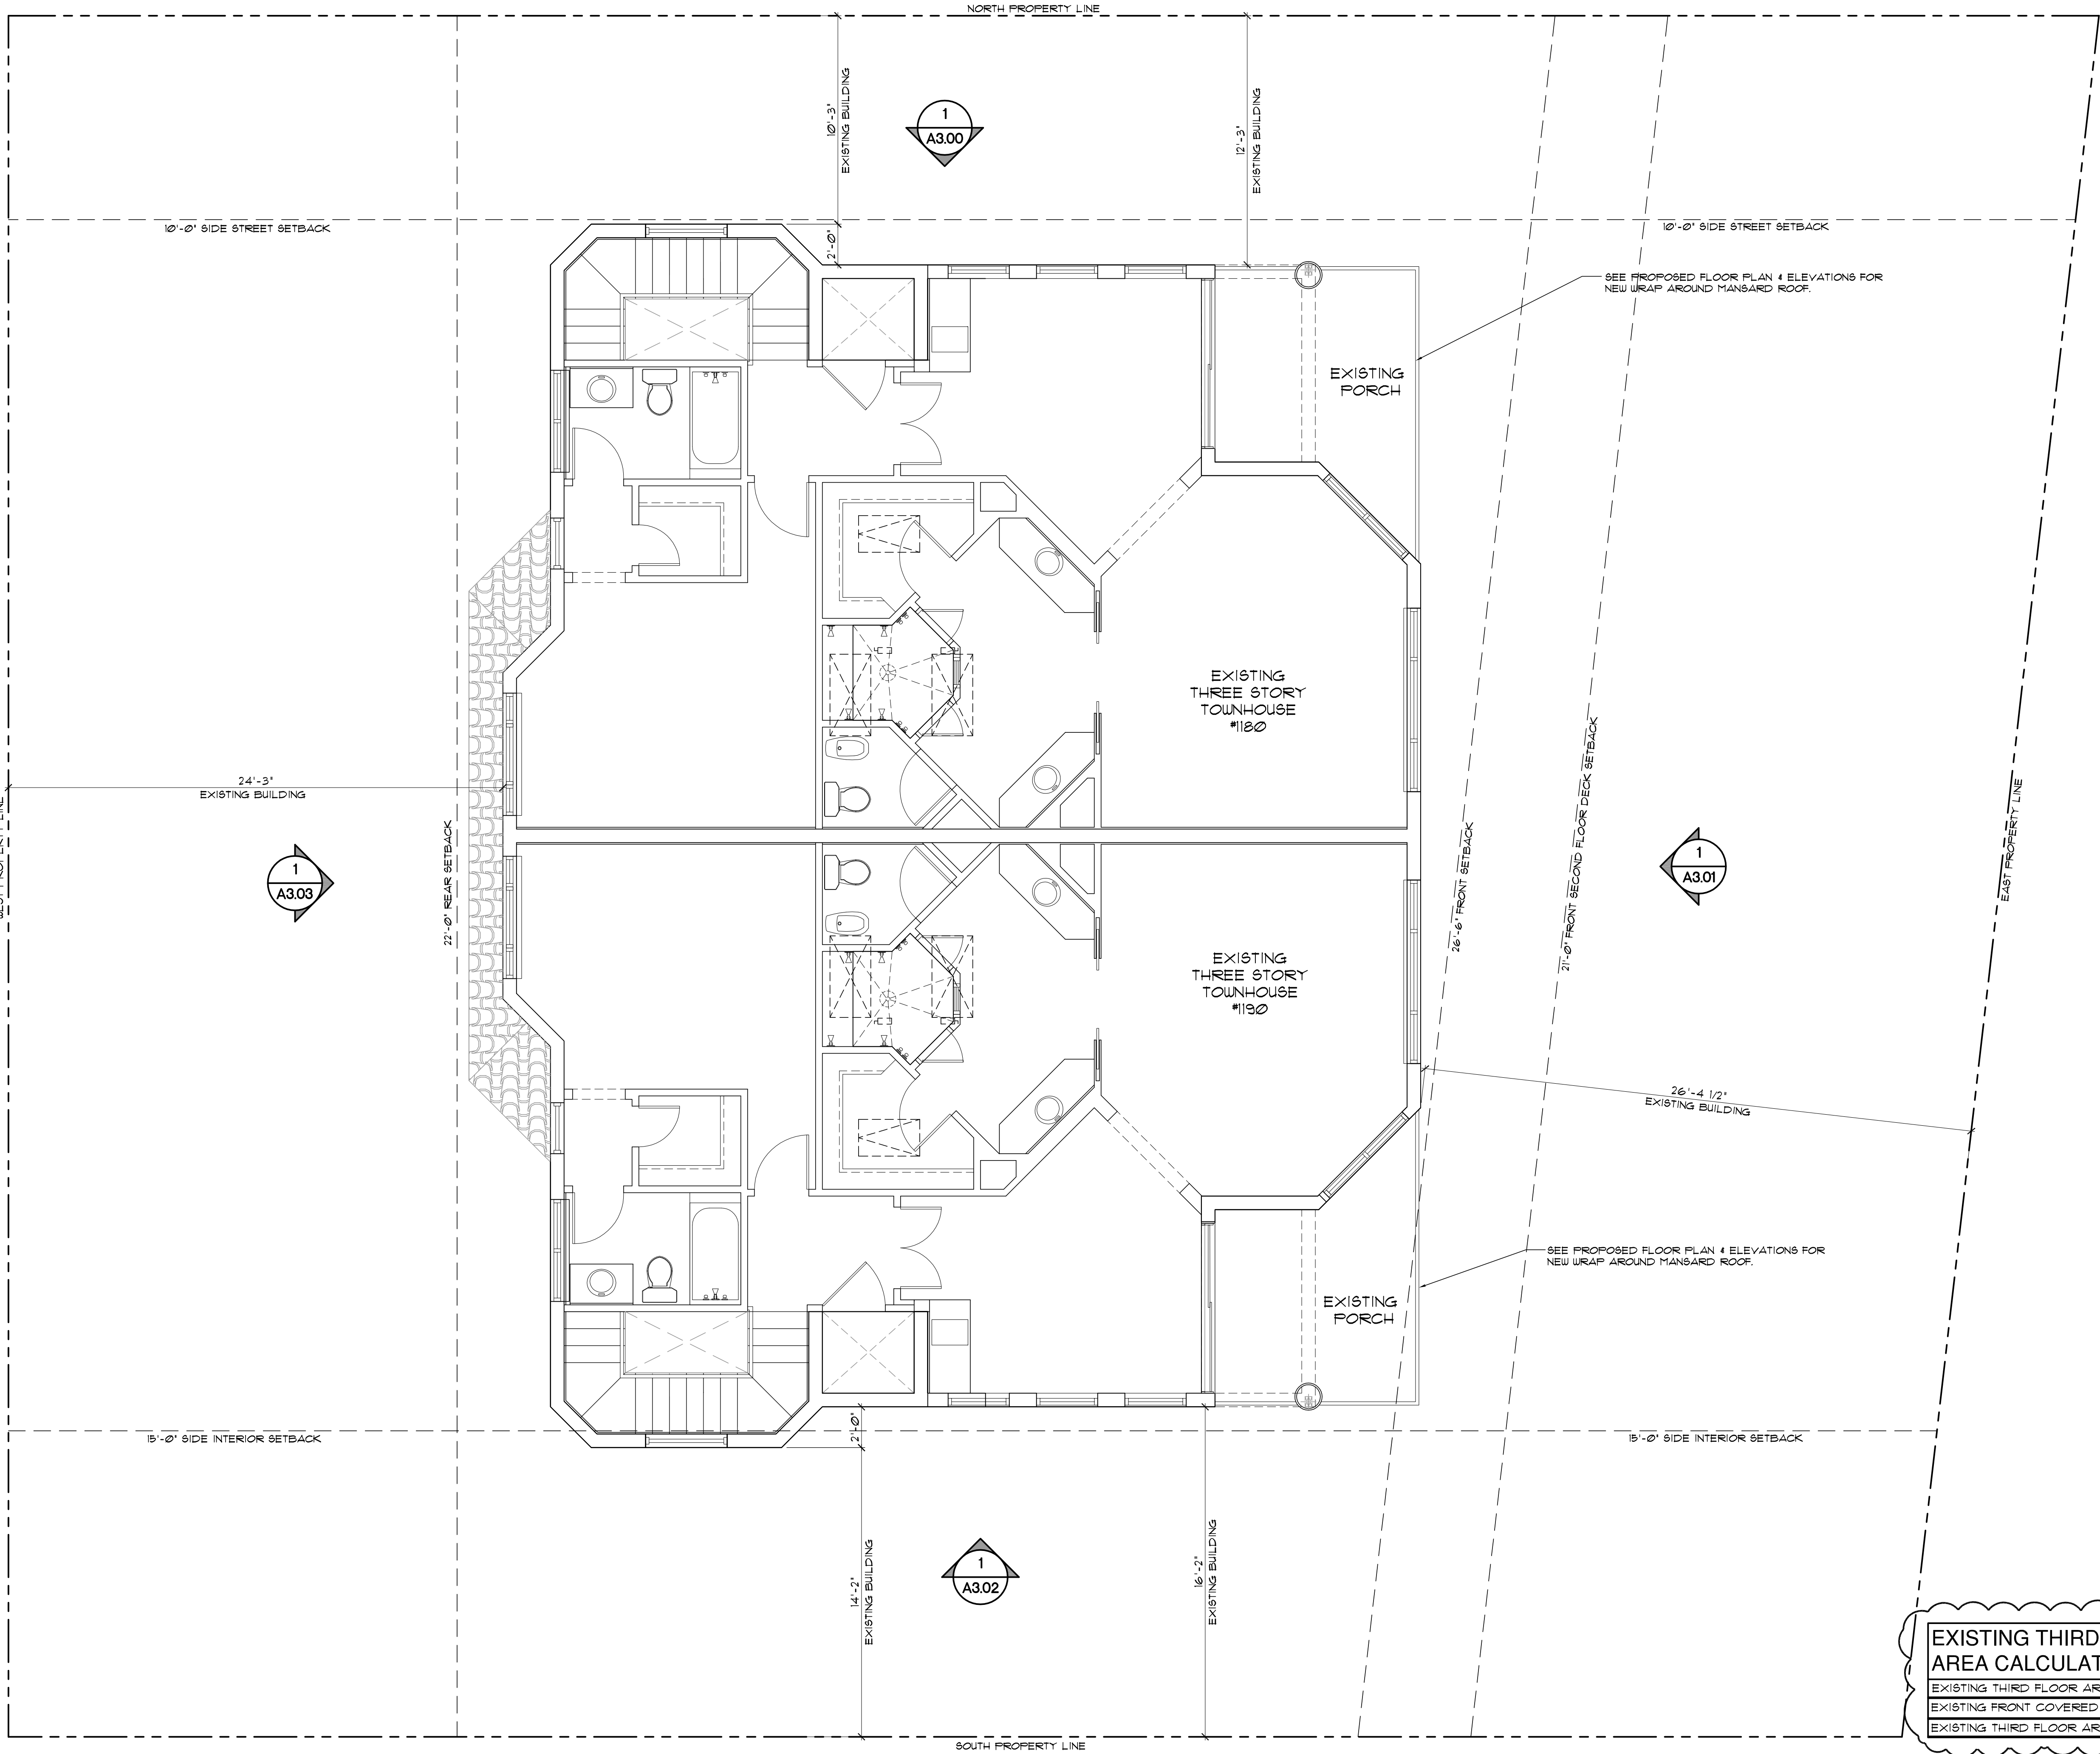 NORTH PROPERTY LINE
10'-3"
EXISTING BUILDING
12'-3"
EXISTING BUILDING
1
A3.00
10'-0" SIDE STREET SETBACK
2'-0"
10'-0" SIDE STREET SETBACK
SEE PROPOSED FLOOR PLAN & ELEVATIONS FOR
NEW WRAP AROUND MANSARD ROOF.
EXISTING
PORCH
EXISTING
THREE STORY
TOWNHOUSE
#1180
24'-3"
EXISTING BUILDING
WEST PROPERTY LINE
22'-0" REAR SETBACK
1
A3.03
26'-6" FRONT SETBACK
21'-0" FRONT SECOND FLOOR DECK SETBACK
1
A3.01
EAST PROPERTY LINE
EXISTING
THREE STORY
TOWNHOUSE
#1190
26'-4 1/2"
EXISTING BUILDING
SEE PROPOSED FLOOR PLAN & ELEVATIONS FOR
NEW WRAP AROUND MANSARD ROOF.
EXISTING
PORCH
15'-0" SIDE INTERIOR SETBACK
2'-0"
15'-0" SIDE INTERIOR SETBACK
14'-2"
EXISTING BUILDING
1
A3.02
16'-2"
EXISTING BUILDING
EXISTING THIRD
AREA CALCULAT
EXISTING THIRD FLOOR AR
EXISTING FRONT COVERED
EXISTING THIRD FLOOR AR
SOUTH PROPERTY LINE